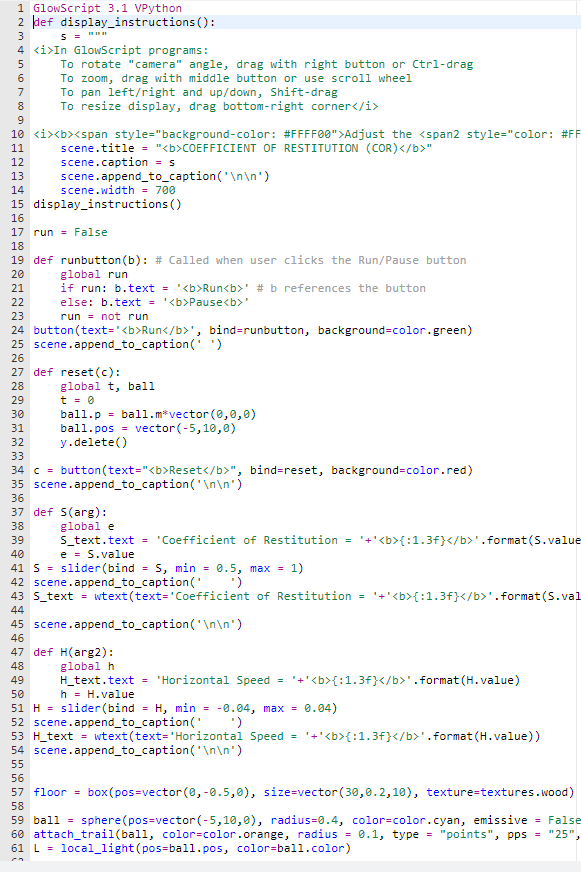 1 GlowScript 3.1 VPython
2 def display_instructions():
3     s = """
4 <i>In GlowScript programs:
5     To rotate "camera" angle, drag with right button or Ctrl-drag
6     To zoom, drag with middle button or use scroll wheel
7     To pan left/right and up/down, Shift-drag
8     To resize display, drag bottom-right corner</i>
9
10 <i><b><span style="background-color: #FFFF00">Adjust the <span2 style="color: #FF
11     scene.title = "<b>COEFFICIENT OF RESTITUTION (COR)</b>"
12     scene.caption = s
13     scene.append_to_caption('\n\n')
14     scene.width = 700
15 display_instructions()
16
17 run = False
18
19 def runbutton(b): # Called when user clicks the Run/Pause button
20     global run
21     if run: b.text = '<b>Run<b>' # b references the button
22     else: b.text = '<b>Pause<b>'
23     run = not run
24 button(text='<b>Run</b>', bind=runbutton, background=color.green)
25 scene.append_to_caption(' ')
26
27 def reset(c):
28     global t, ball
29     t = 0
30     ball.p = ball.m*vector(0,0,0)
31     ball.pos = vector(-5,10,0)
32     y.delete()
33
34 c = button(text="<b>Reset</b>", bind=reset, background=color.red)
35 scene.append_to_caption('\n\n')
36
37 def S(arg):
38     global e
39     S_text.text = 'Coefficient of Restitution = '+'<b>{:1.3f}</b>'.format(S.value
40     e = S.value
41 S = slider(bind = S, min = 0.5, max = 1)
42 scene.append_to_caption('    ')
43 S_text = wtext(text='Coefficient of Restitution = '+'<b>{:1.3f}</b>'.format(S.val
44
45 scene.append_to_caption('\n\n')
46
47 def H(arg2):
48     global h
49     H_text.text = 'Horizontal Speed = '+'<b>{:1.3f}</b>'.format(H.value)
50     h = H.value
51 H = slider(bind = H, min = -0.04, max = 0.04)
52 scene.append_to_caption('    ')
53 H_text = wtext(text='Horizontal Speed = '+'<b>{:1.3f}</b>'.format(H.value))
54 scene.append_to_caption('\n\n')
55
56
57 floor = box(pos=vector(0,-0.5,0), size=vector(30,0.2,10), texture=textures.wood)
58
59 ball = sphere(pos=vector(-5,10,0), radius=0.4, color=color.cyan, emissive = False
60 attach_trail(ball, color=color.orange, radius = 0.1, type = "points", pps = "25",
61 L = local_light(pos=ball.pos, color=ball.color)